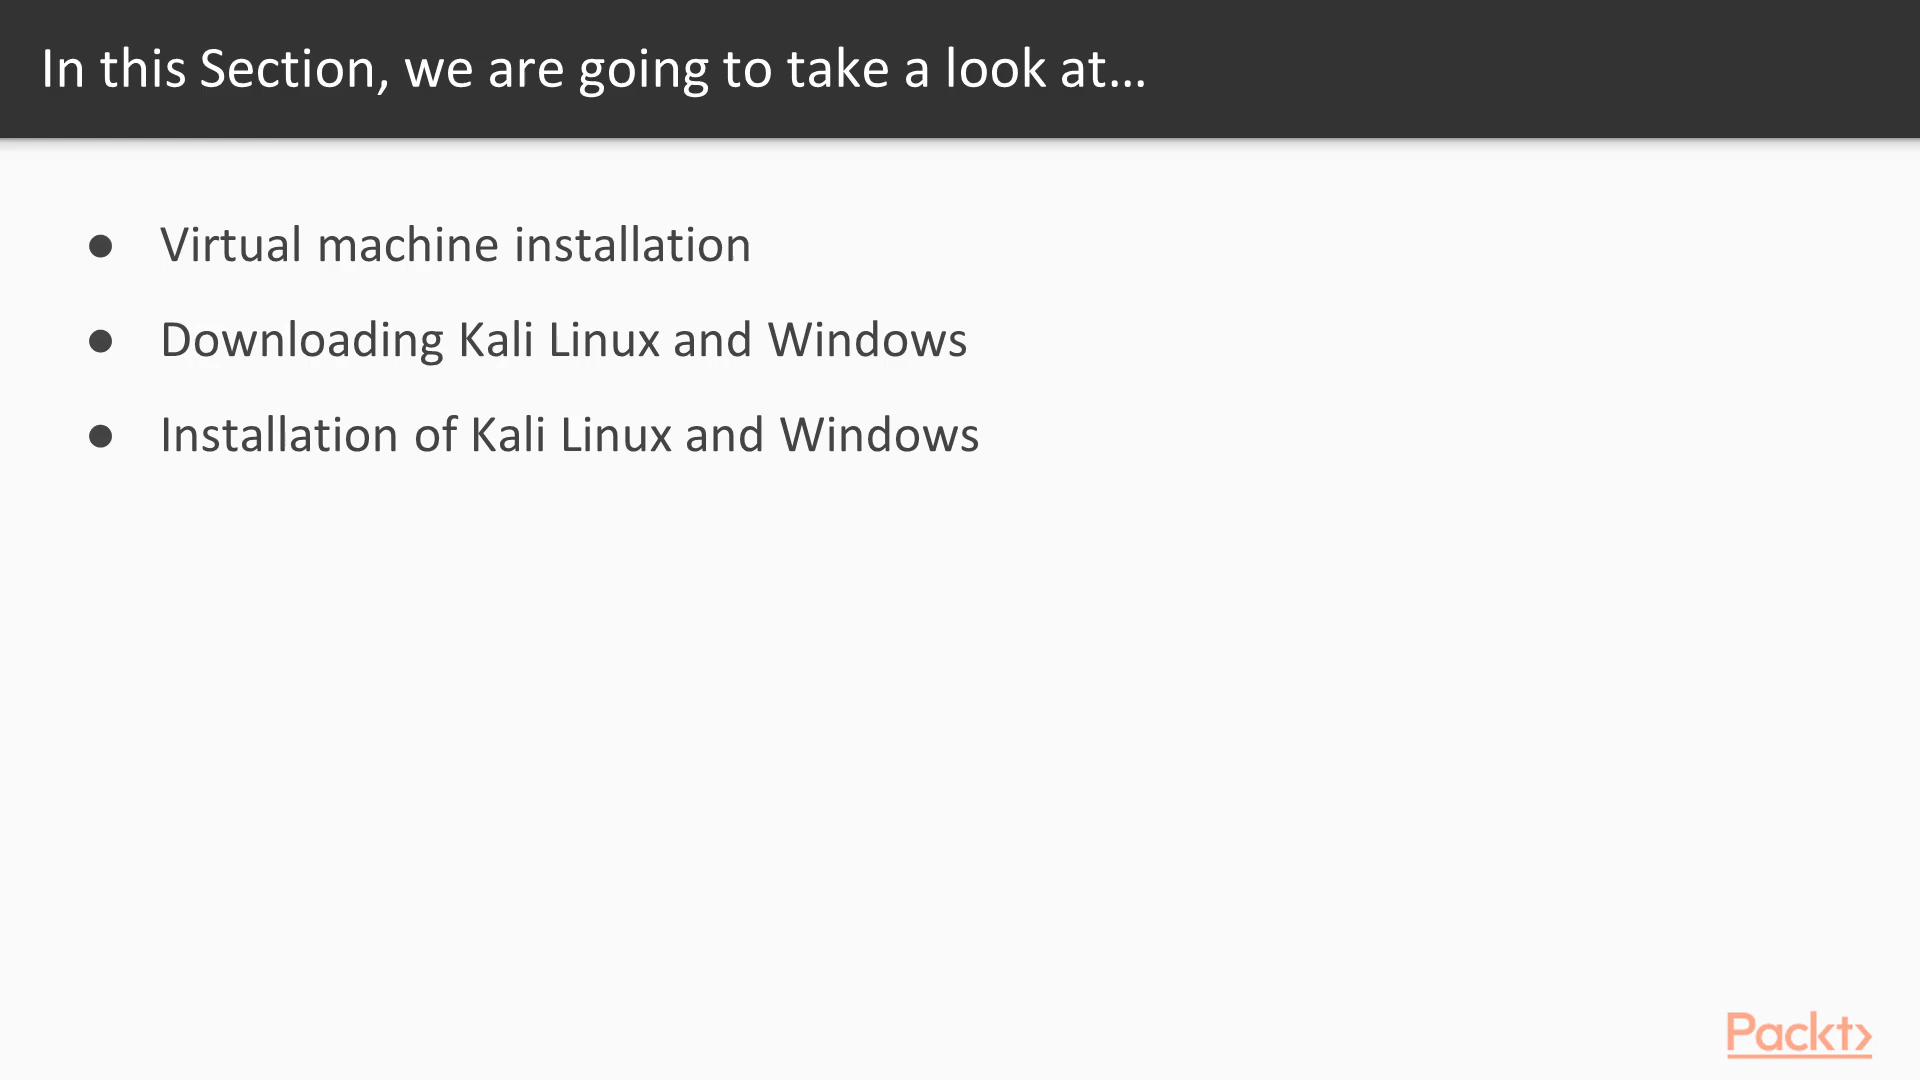 In this Section, we are going to take a look at...
● Virtual machine installation
● Downloading Kali Linux and Windows
● Installation of Kali Linux and Windows
Packt>